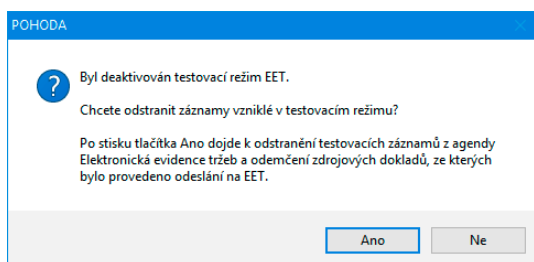 POHODA
Byl deaktivován testovací režim EET.
Chcete odstranit záznamy vzniklé v testovacím režimu?
Po stisku tlačítka Ano dojde k odstranění testovacích záznamů z agendy
Elektronická evidence tržeb a odemčení zdrojových dokladů, ze kterých
bylo provedeno odeslání na EET.
Ano
Ne